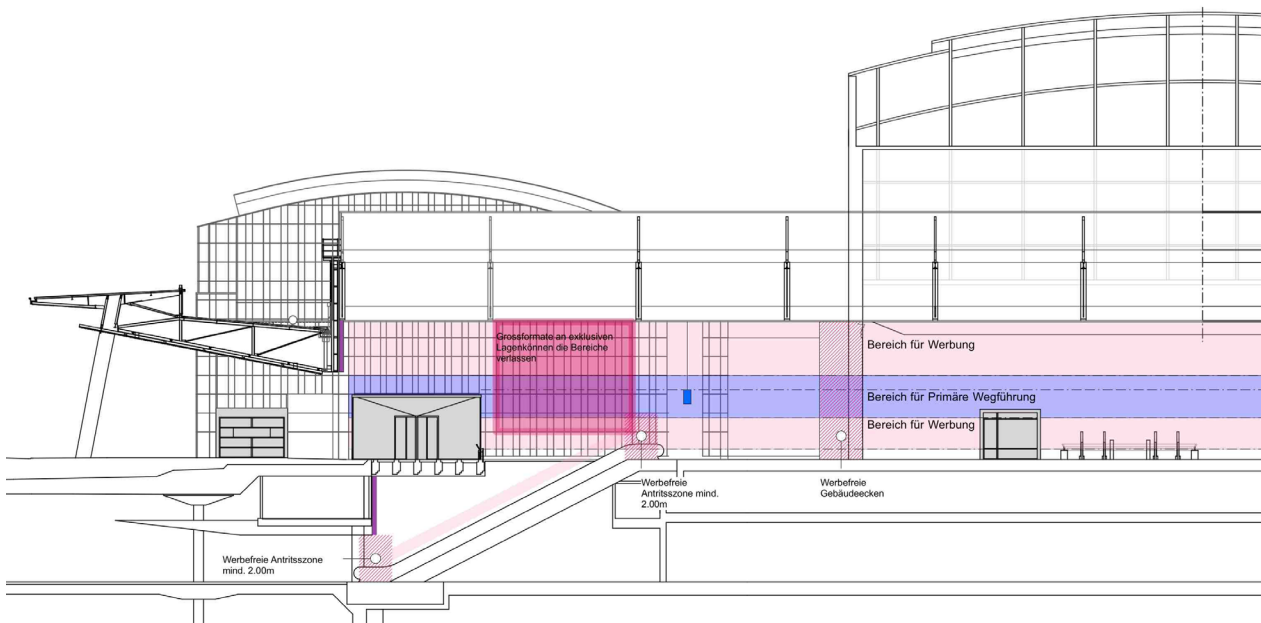 Grossformate an exklusiven
Lagenkönnen die Bereiche
verlassen
Bereich für Werbung
Bereich für Primäre Wegführung
Bereich für Werbung
Werbefreie
Antrittszone mind.
2.00m
Werbefreie
Gebäudeecken
Werbefreie Antrittszone
mind. 2.00m